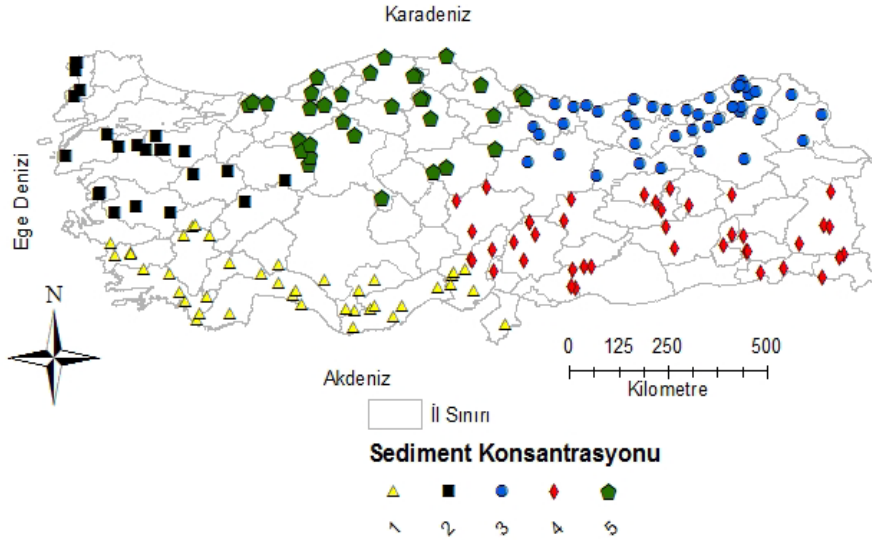 Karadeniz
Ege Denizi
N
Akdeniz
0 125 250 500
Kilometre
İl Sınırı
Sediment Konsantrasyonu
1 2 3 4 5